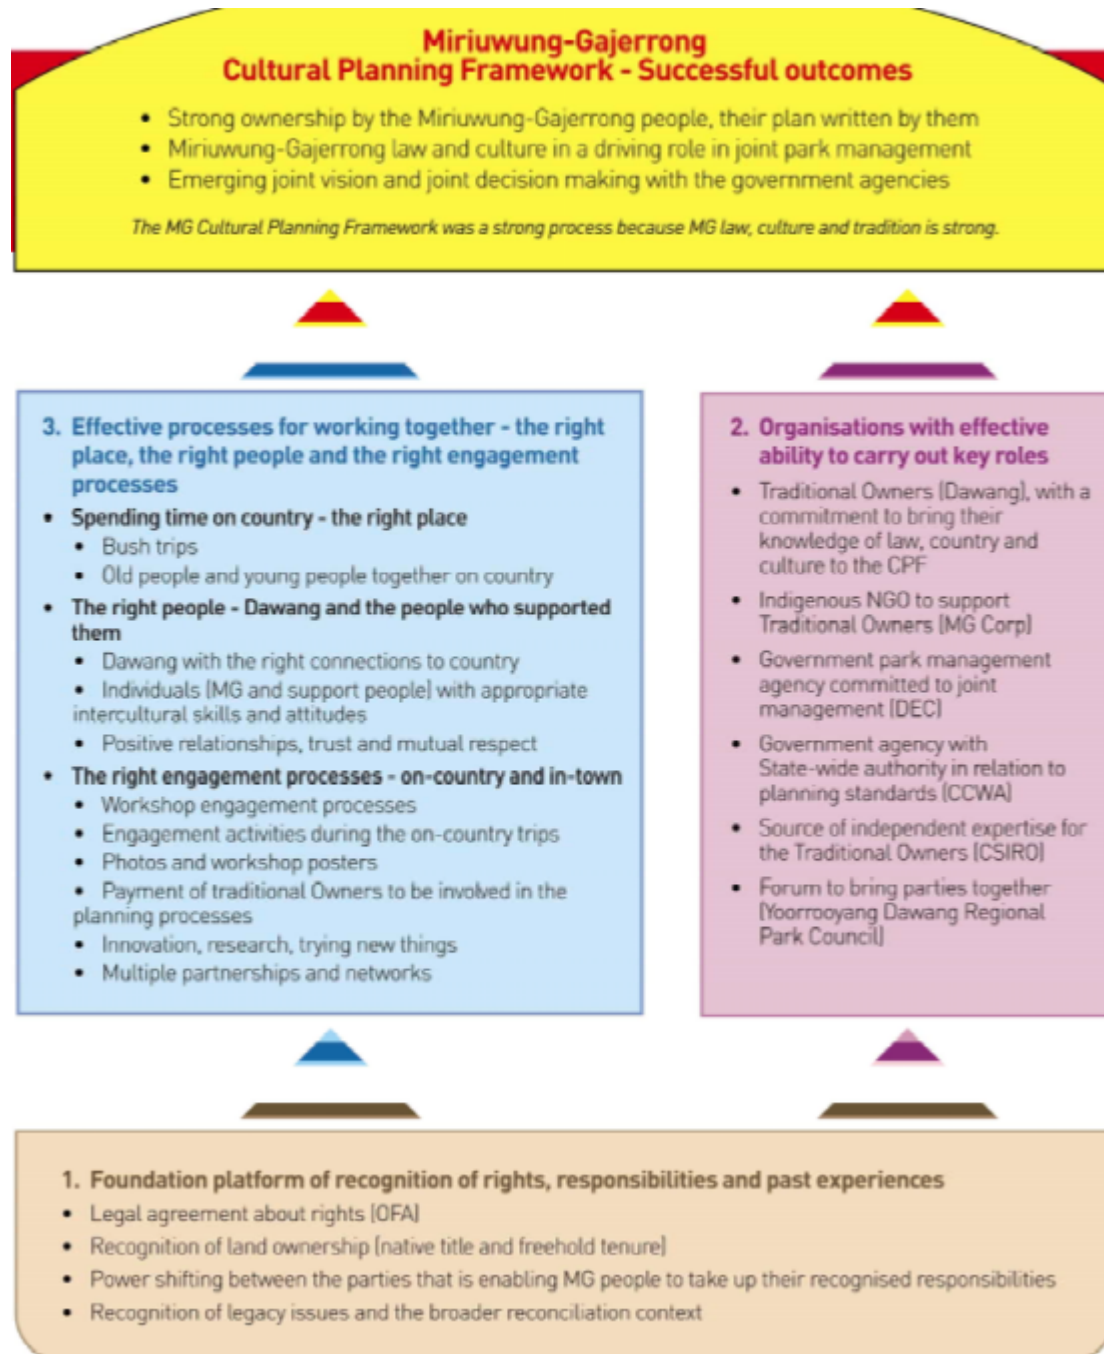 Miriuwung-Gajerrong
Cultural Planning Framework - Successful outcomes
• Strong ownership by the Miriuwung-Gajerrong people, their plan written by them
• Miriuwung-Gajerrong law and culture in a driving role in joint park management
• Emerging joint vision and joint decision making with the government agencies
The MG Cultural Planning Framework was a strong process because MG law, culture and tradition is strong.
3. Effective processes for working together - the right
place, the right people and the right engagement
processes
• Spending time on country - the right place
• Bush trips
• Old people and young people together on country
• The right people - Dawang and the people who supported
them
• Dawang with the right connections to country
• Individuals (MG and support people) with appropriate
intercultural skills and attitudes
• Positive relationships, trust and mutual respect
• The right engagement processes - on-country and in-town
• Workshop engagement processes
• Engagement activities during the on-country trips
• Photos and workshop posters
• Payment of traditional Owners to be involved in the
planning processes
• Innovation, research, trying new things
• Multiple partnerships and networks
2. Organisations with effective
ability to carry out key roles
• Traditional Owners (Dawang), with a
commitment to bring their
knowledge of law, country and
culture to the CPF
• Indigenous NGO to support
Traditional Owners (MG Corp)
• Government park management
agency committed to joint
management (DEC)
• Government agency with
State-wide authority in relation to
planning standards (CCWA)
• Source of independent expertise for
the Traditional Owners (CSIRO)
• Forum to bring parties together
(Yoorrooyang Dawang Regional
Park Council)
1. Foundation platform of recognition of rights, responsibilities and past experiences
• Legal agreement about rights (OFA)
• Recognition of land ownership (native title and freehold tenure)
• Power shifting between the parties that is enabling MG people to take up their recognised responsibilities
• Recognition of legacy issues and the broader reconciliation context